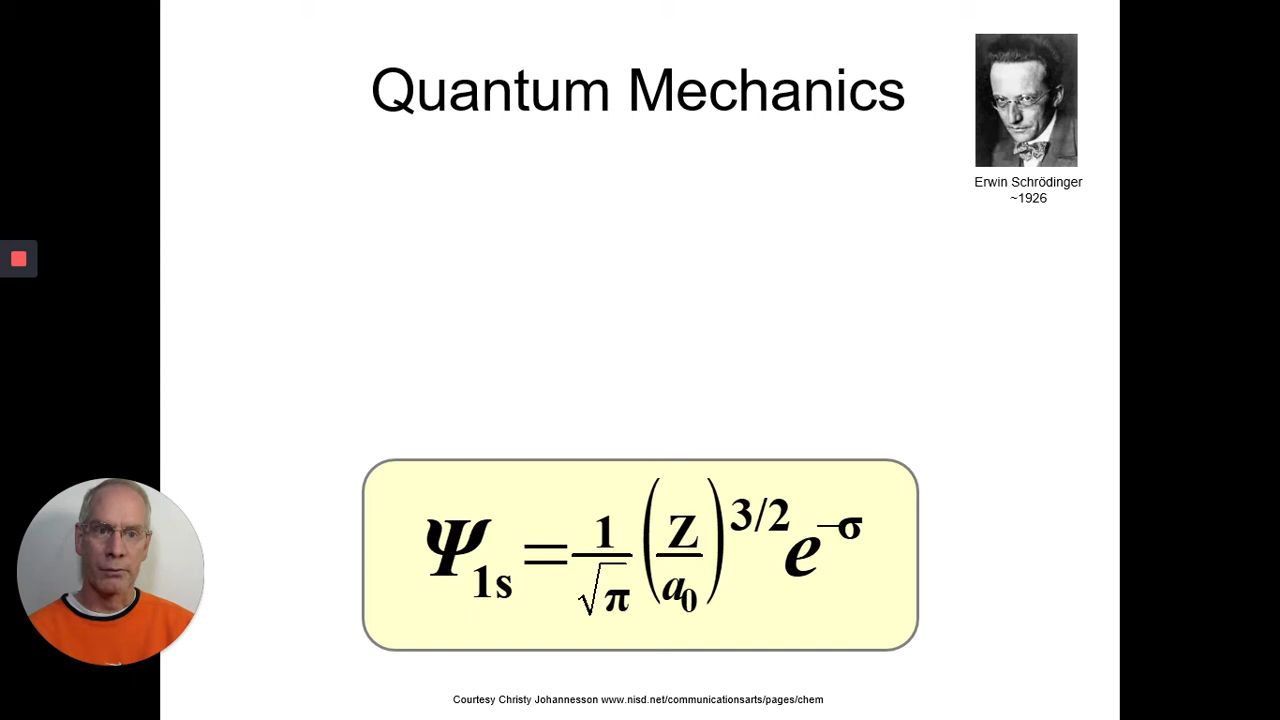 Quantum Mechanics
Erwin Schrödinger
~1926
Ψ1s = 1/√π (Z/a0)^3/2 e^−σ
Courtesy Christy Johannesson www.nisd.net/communicationsarts/pages/chem